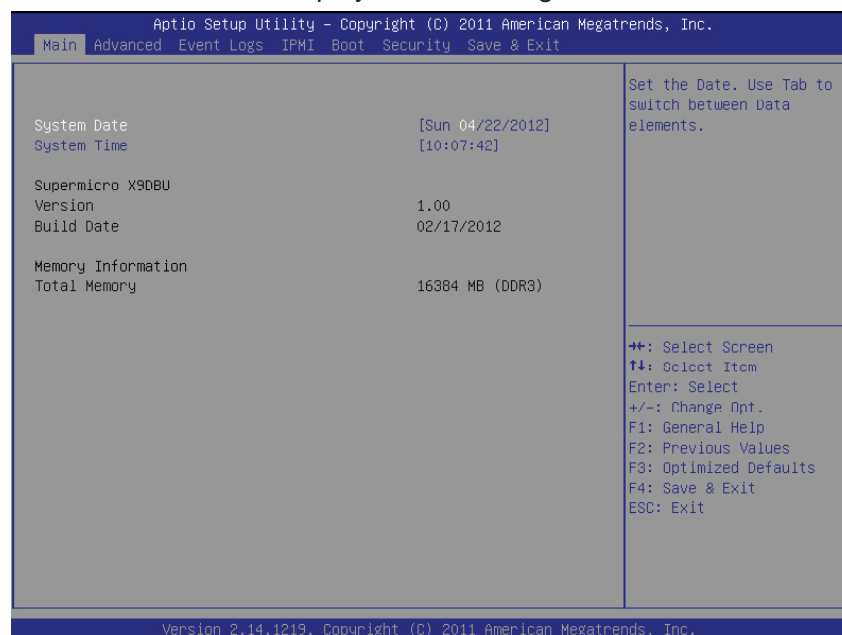 Aptio Setup Utility – Copyright (C) 2011 American Megatrends, Inc.
Main Advanced Event Logs IPMI Boot Security Save & Exit
System Date [Sun 04/22/2012]
System Time [10:07:42]
Supermicro X9DBU
Version 1.00
Build Date 02/17/2012
Memory Information
Total Memory 16384 MB (DDR3)
Set the Date. Use Tab to
switch between Data
elements.
→←: Select Screen
↑↓: Select Item
Enter: Select
+/-: Change Opt.
F1: General Help
F2: Previous Values
F3: Optimized Defaults
F4: Save & Exit
ESC: Exit
Version 2.14.1219. Copyright (C) 2011 American Megatrends, Inc.